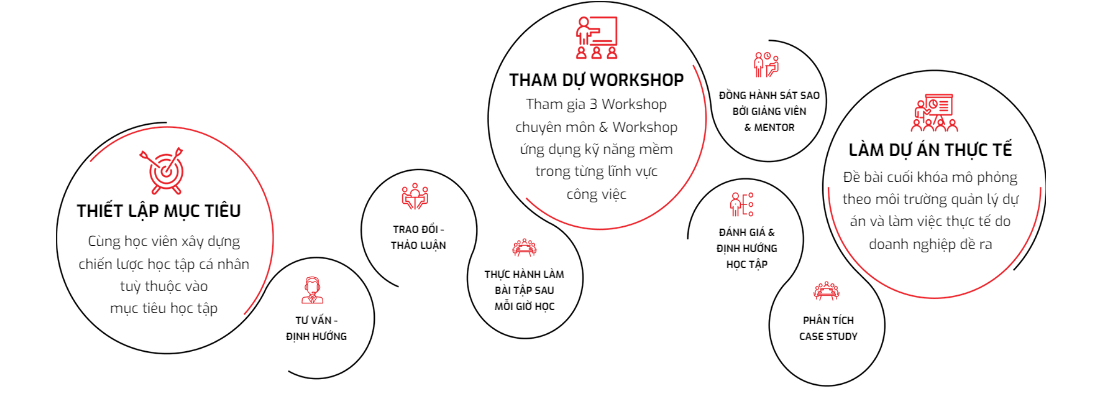 THIẾT LẬP MỤC TIÊU
Cùng học viên xây dựng
chiến lược học tập cá nhân
tuỳ thuộc vào
mục tiêu học tập
TƯ VẤN -
ĐỊNH HƯỚNG
TRAO ĐỔI -
THẢO LUẬN
THỰC HÀNH LÀM
BÀI TẬP SAU
MỖI GIỜ HỌC
THAM DỰ WORKSHOP
Tham gia 3 Workshop
chuyên môn & Workshop
ứng dụng kỹ năng mềm
trong từng lĩnh vực
công việc
ĐỒNG HÀNH SÁT SAO
BỞI GIẢNG VIÊN
& MENTOR
ĐÁNH GIÁ &
ĐỊNH HƯỚNG
HỌC TẬP
PHÂN TÍCH
CASE STUDY
LÀM DỰ ÁN THỰC TẾ
Đề bài cuối khóa mô phỏng
theo môi trường quản lý dự
án và làm việc thực tế do
doanh nghiệp dề ra